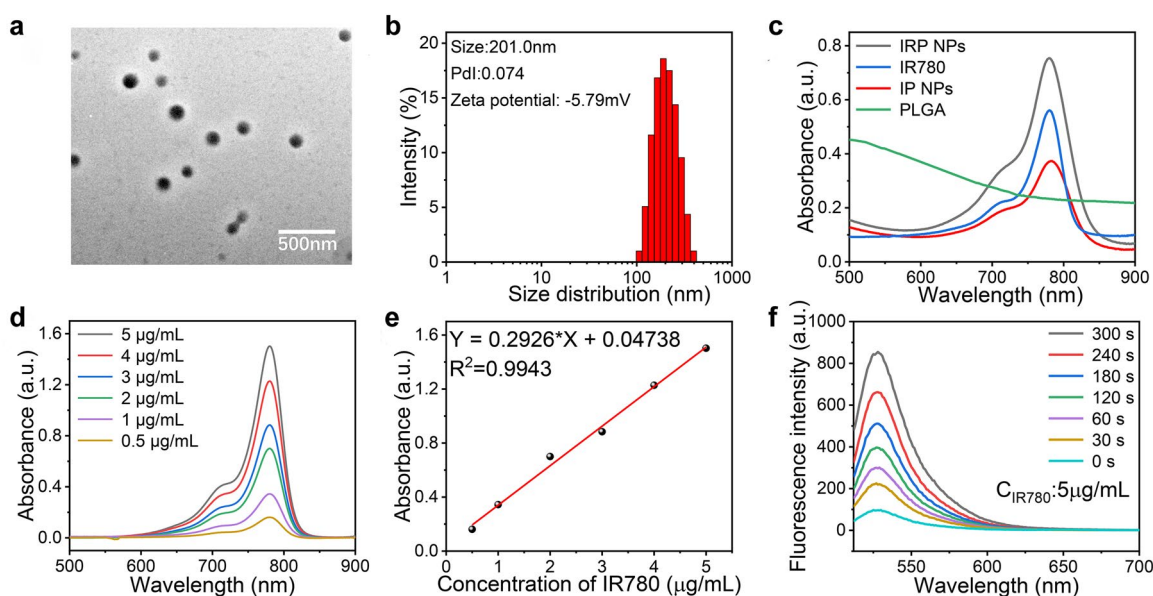 a
500nm
b
Size:201.0nm
PdI:0.074
Zeta potential: -5.79mV
Intensity (%)
20
15
10
5
0
1
10
100
1000
Size distribution (nm)
c
IRP NPs
IR780
IP NPs
PLGA
Absorbance (a.u.)
0.8
0.6
0.4
0.2
0.0
500
600
700
800
900
Wavelength (nm)
d
5 μg/mL
4 μg/mL
3 μg/mL
2 μg/mL
1 μg/mL
0.5 μg/mL
Absorbance (a.u.)
1.6
1.2
0.8
0.4
0.0
500
600
700
800
900
Wavelength (nm)
e
Y = 0.2926*X + 0.04738
R²=0.9943
Absorbance (a.u.)
1.6
1.2
0.8
0.4
0.0
0
1
2
3
4
5
Concentration of IR780 (μg/mL)
f
300 s
240 s
180 s
120 s
60 s
30 s
0 s
CIR780:5μg/mL
Fluorescence intensity (a.u.)
1000
800
600
400
200
0
550
600
650
700
Wavelength (nm)